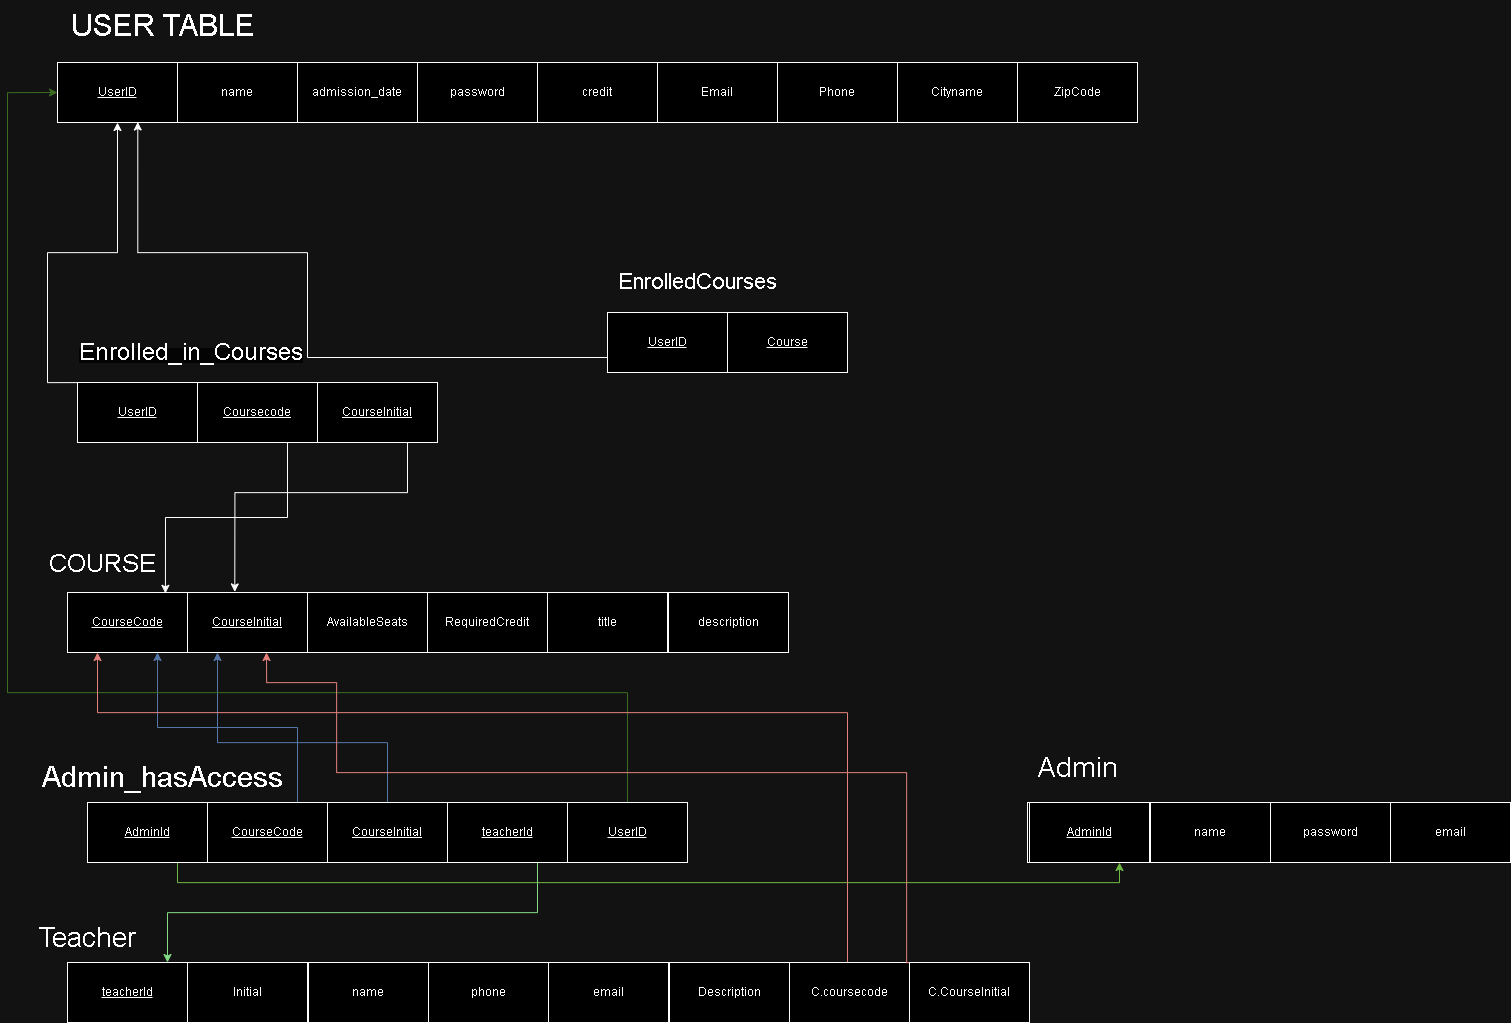 USER TABLE
UserID name admission_date password credit Email Phone Cityname ZipCode
EnrolledCourses
UserID Course
Enrolled_in_Courses
UserID Coursecode CourseInitial
COURSE
CourseCode CourseInitial AvailableSeats RequiredCredit title description
Admin_hasAccess
AdminId CourseCode CourseInitial teacherId UserID
Admin
AdminId name password email
Teacher
teacherId Initial name phone email Description C.coursecode C.CourseInitial